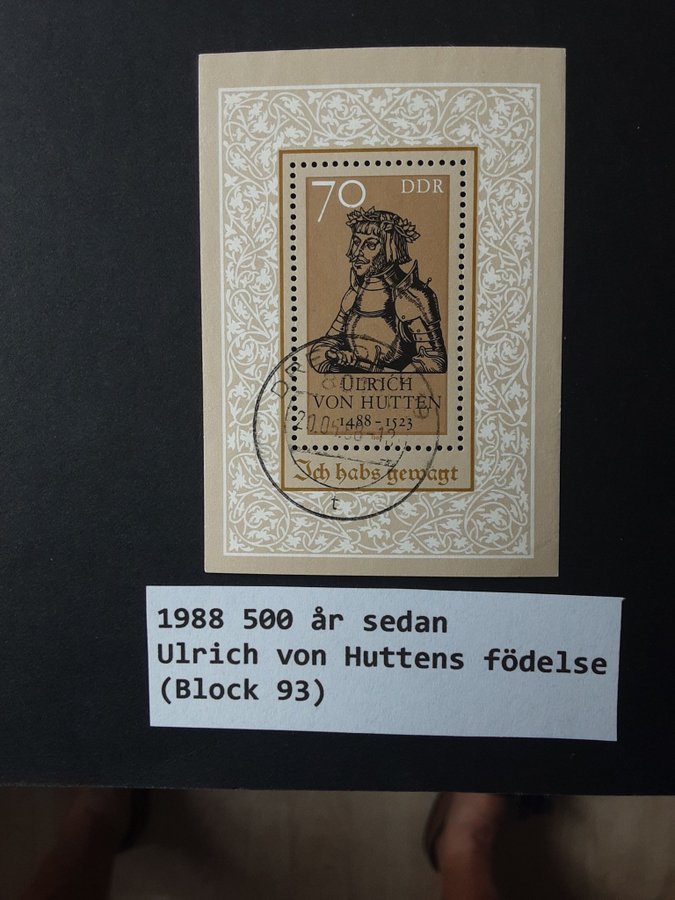 70 DDR
ULRICH
VON HUTTEN
1488-1523
Ich habs gewagt
t
1988 500 år sedan
Ulrich von Huttens födelse
(Block 93)